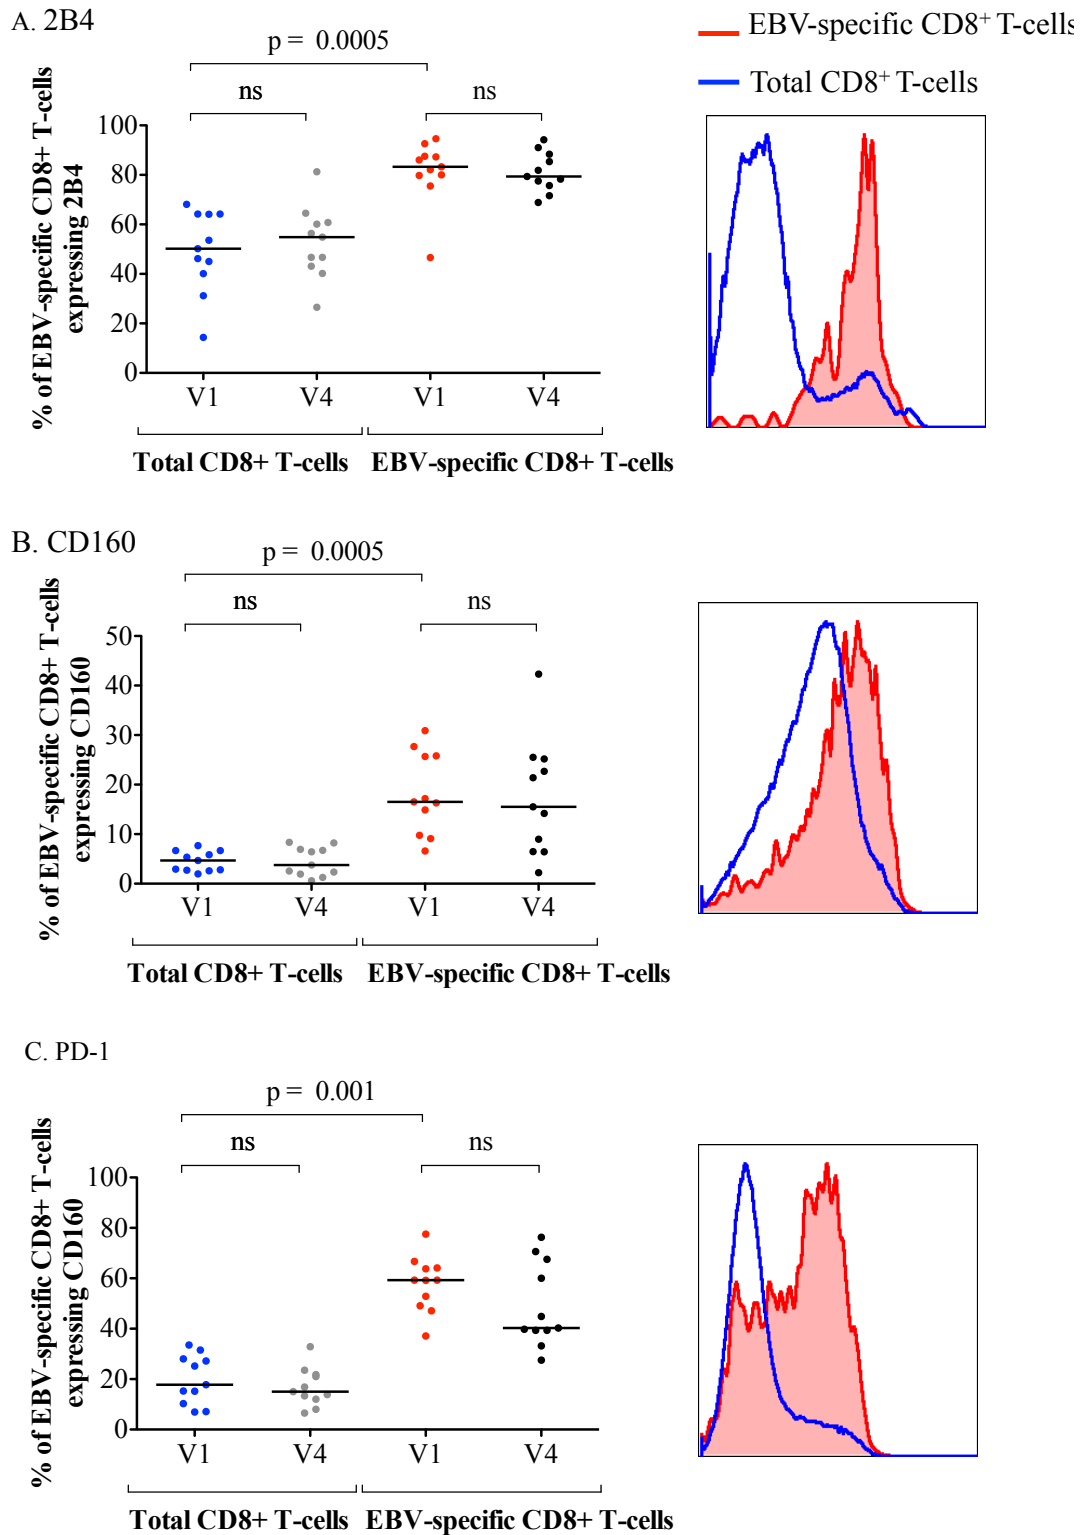 A. 2B4
EBV-specific CD8+ T-cells
Total CD8+ T-cells
p = 0.0005
ns
ns
% of EBV-specific CD8+ T-cells
expressing 2B4
100
80
60
40
20
0
V1
V4
V1
V4
Total CD8+ T-cells
EBV-specific CD8+ T-cells
B. CD160
p = 0.0005
ns
ns
% of EBV-specific CD8+ T-cells
expressing CD160
50
40
30
20
10
0
V1
V4
V1
V4
Total CD8+ T-cells
EBV-specific CD8+ T-cells
C. PD-1
p = 0.001
ns
ns
% of EBV-specific CD8+ T-cells
expressing CD160
100
80
60
40
20
0
V1
V4
V1
V4
Total CD8+ T-cells
EBV-specific CD8+ T-cells